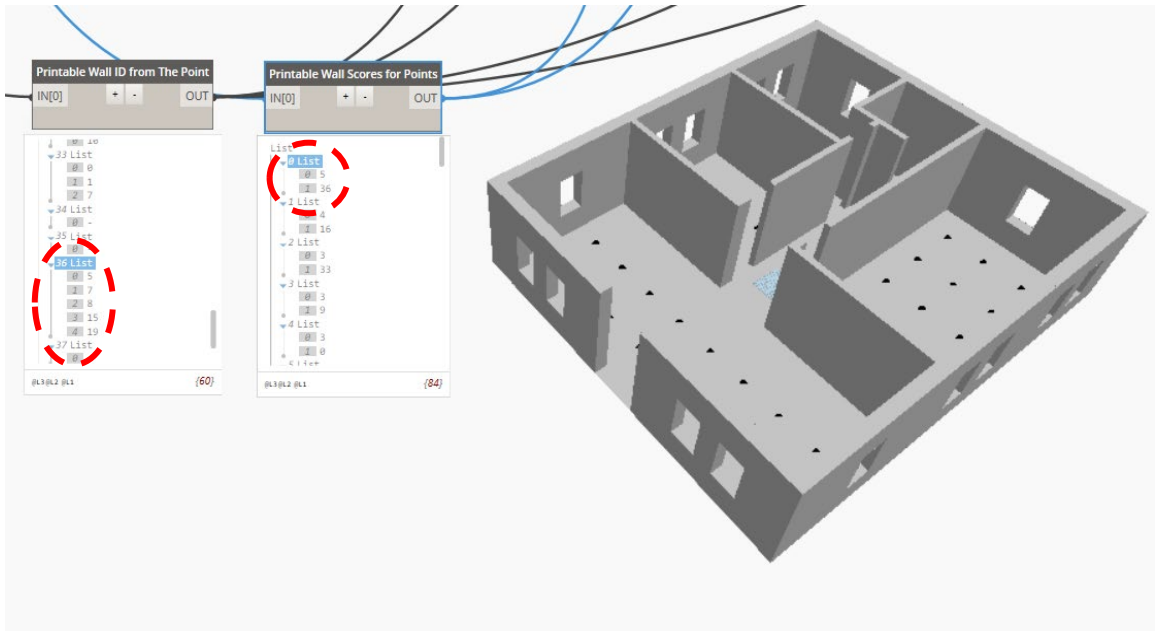 Printable Wall ID from The Point
IN[0] + - OUT
0 10
33 List
0 0
1 1
2 7
34 List
0 -
35 List
0
36 List
0 5
1 7
2 8
3 15
4 19
37 List
0
@L3@L2 @L1 {60}
Printable Wall Scores for Points
IN[0] + - OUT
List
0 List
0 5
1 36
1 List
4
1 16
2 List
0 3
1 33
3 List
0 3
1 9
4 List
0 3
1 0
5 List
@L3@L2 @L1 {84}